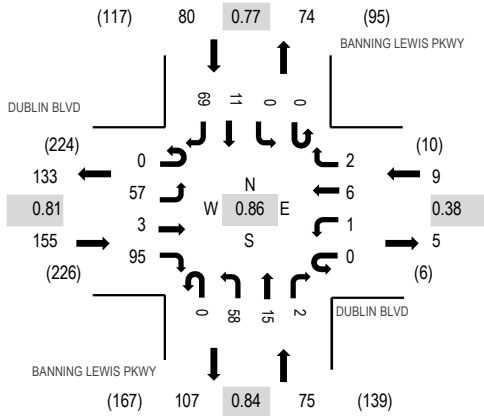 (117) 80 0.77 74 (95)
BANNING LEWIS PKWY
DUBLIN BLVD
69 11 0 0
(224) (10)
133 0 2 9
57 N 6
0.81 W 0.86 E 0.38
155 3 S 1 5
95 0
(226) (6)
0 58 15 2
DUBLIN BLVD
BANNING LEWIS PKWY
(167) 107 0.84 75 (139)